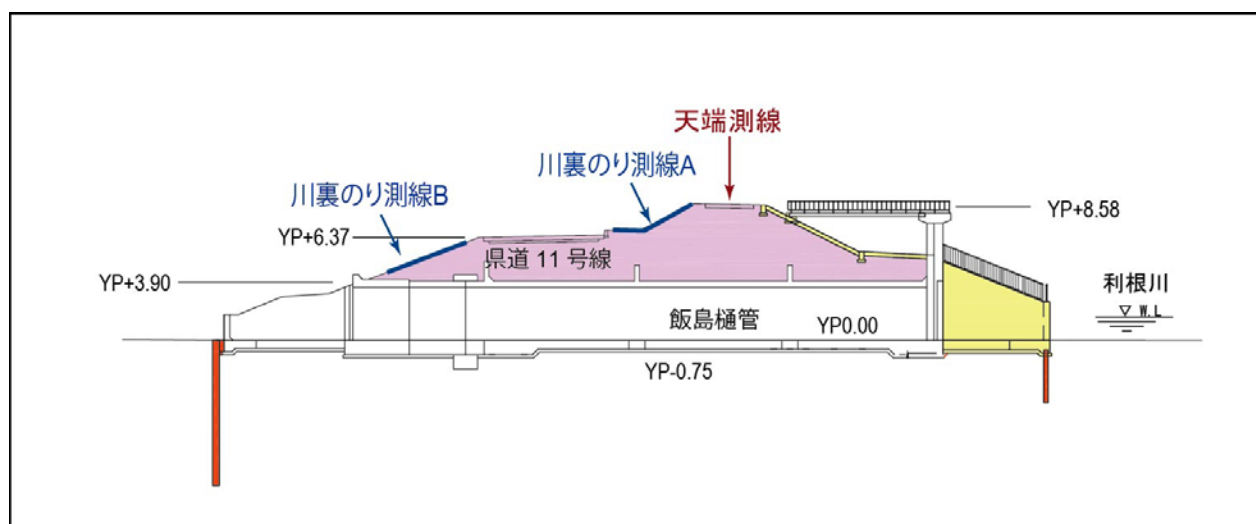 天端測線
川裏のり測線A
川裏のり測線B
YP+8.58
YP+6.37
県道 11 号線
YP+3.90
利根川
W.L
飯島樋管
YP0.00
YP-0.75